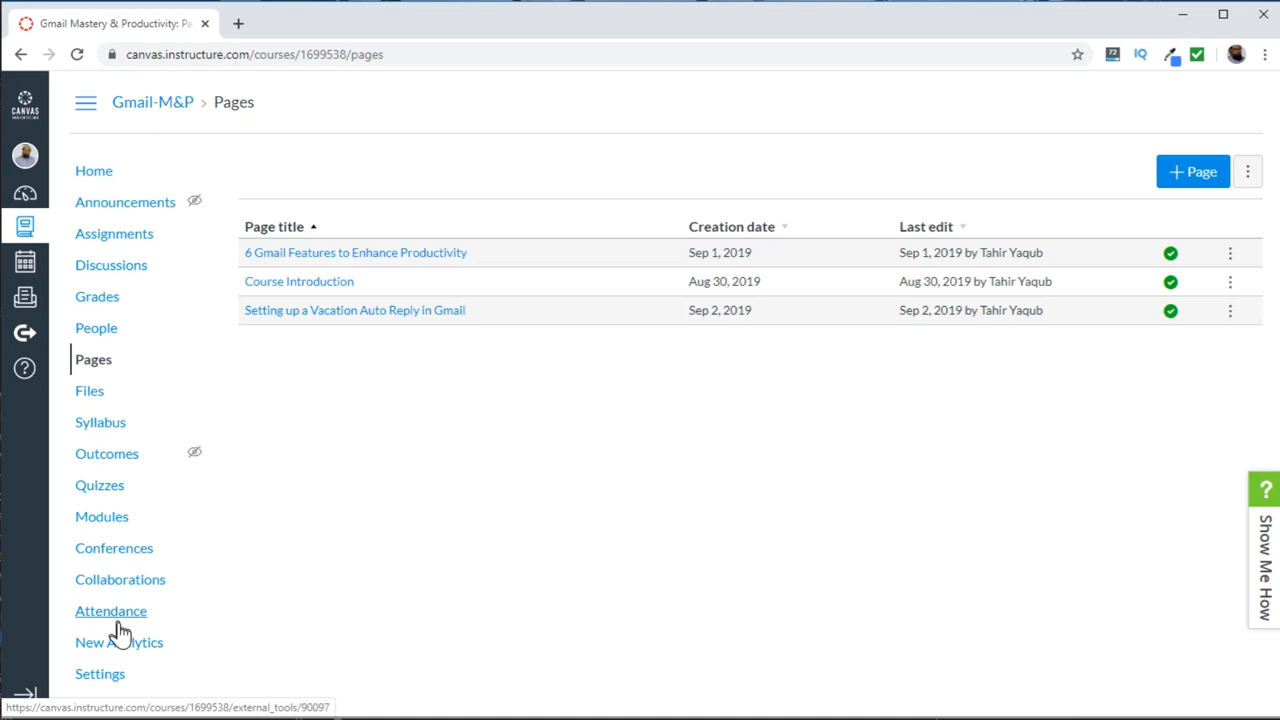 Gmail Mastery & Productivity: Pa
canvas.instructure.com/courses/1699538/pages
72
IQ
CANVAS
Gmail-M&P > Pages
Home
Announcements
Assignments
Discussions
Grades
People
Pages
Files
Syllabus
Outcomes
Quizzes
Modules
Conferences
Collaborations
Attendance
New Analytics
Settings
+ Page
Page title Creation date Last edit
6 Gmail Features to Enhance Productivity Sep 1, 2019 Sep 1, 2019 by Tahir Yaqub
Course Introduction Aug 30, 2019 Aug 30, 2019 by Tahir Yaqub
Setting up a Vacation Auto Reply in Gmail Sep 2, 2019 Sep 2, 2019 by Tahir Yaqub
? Show Me How
https://canvas.instructure.com/courses/1699538/external_tools/90097